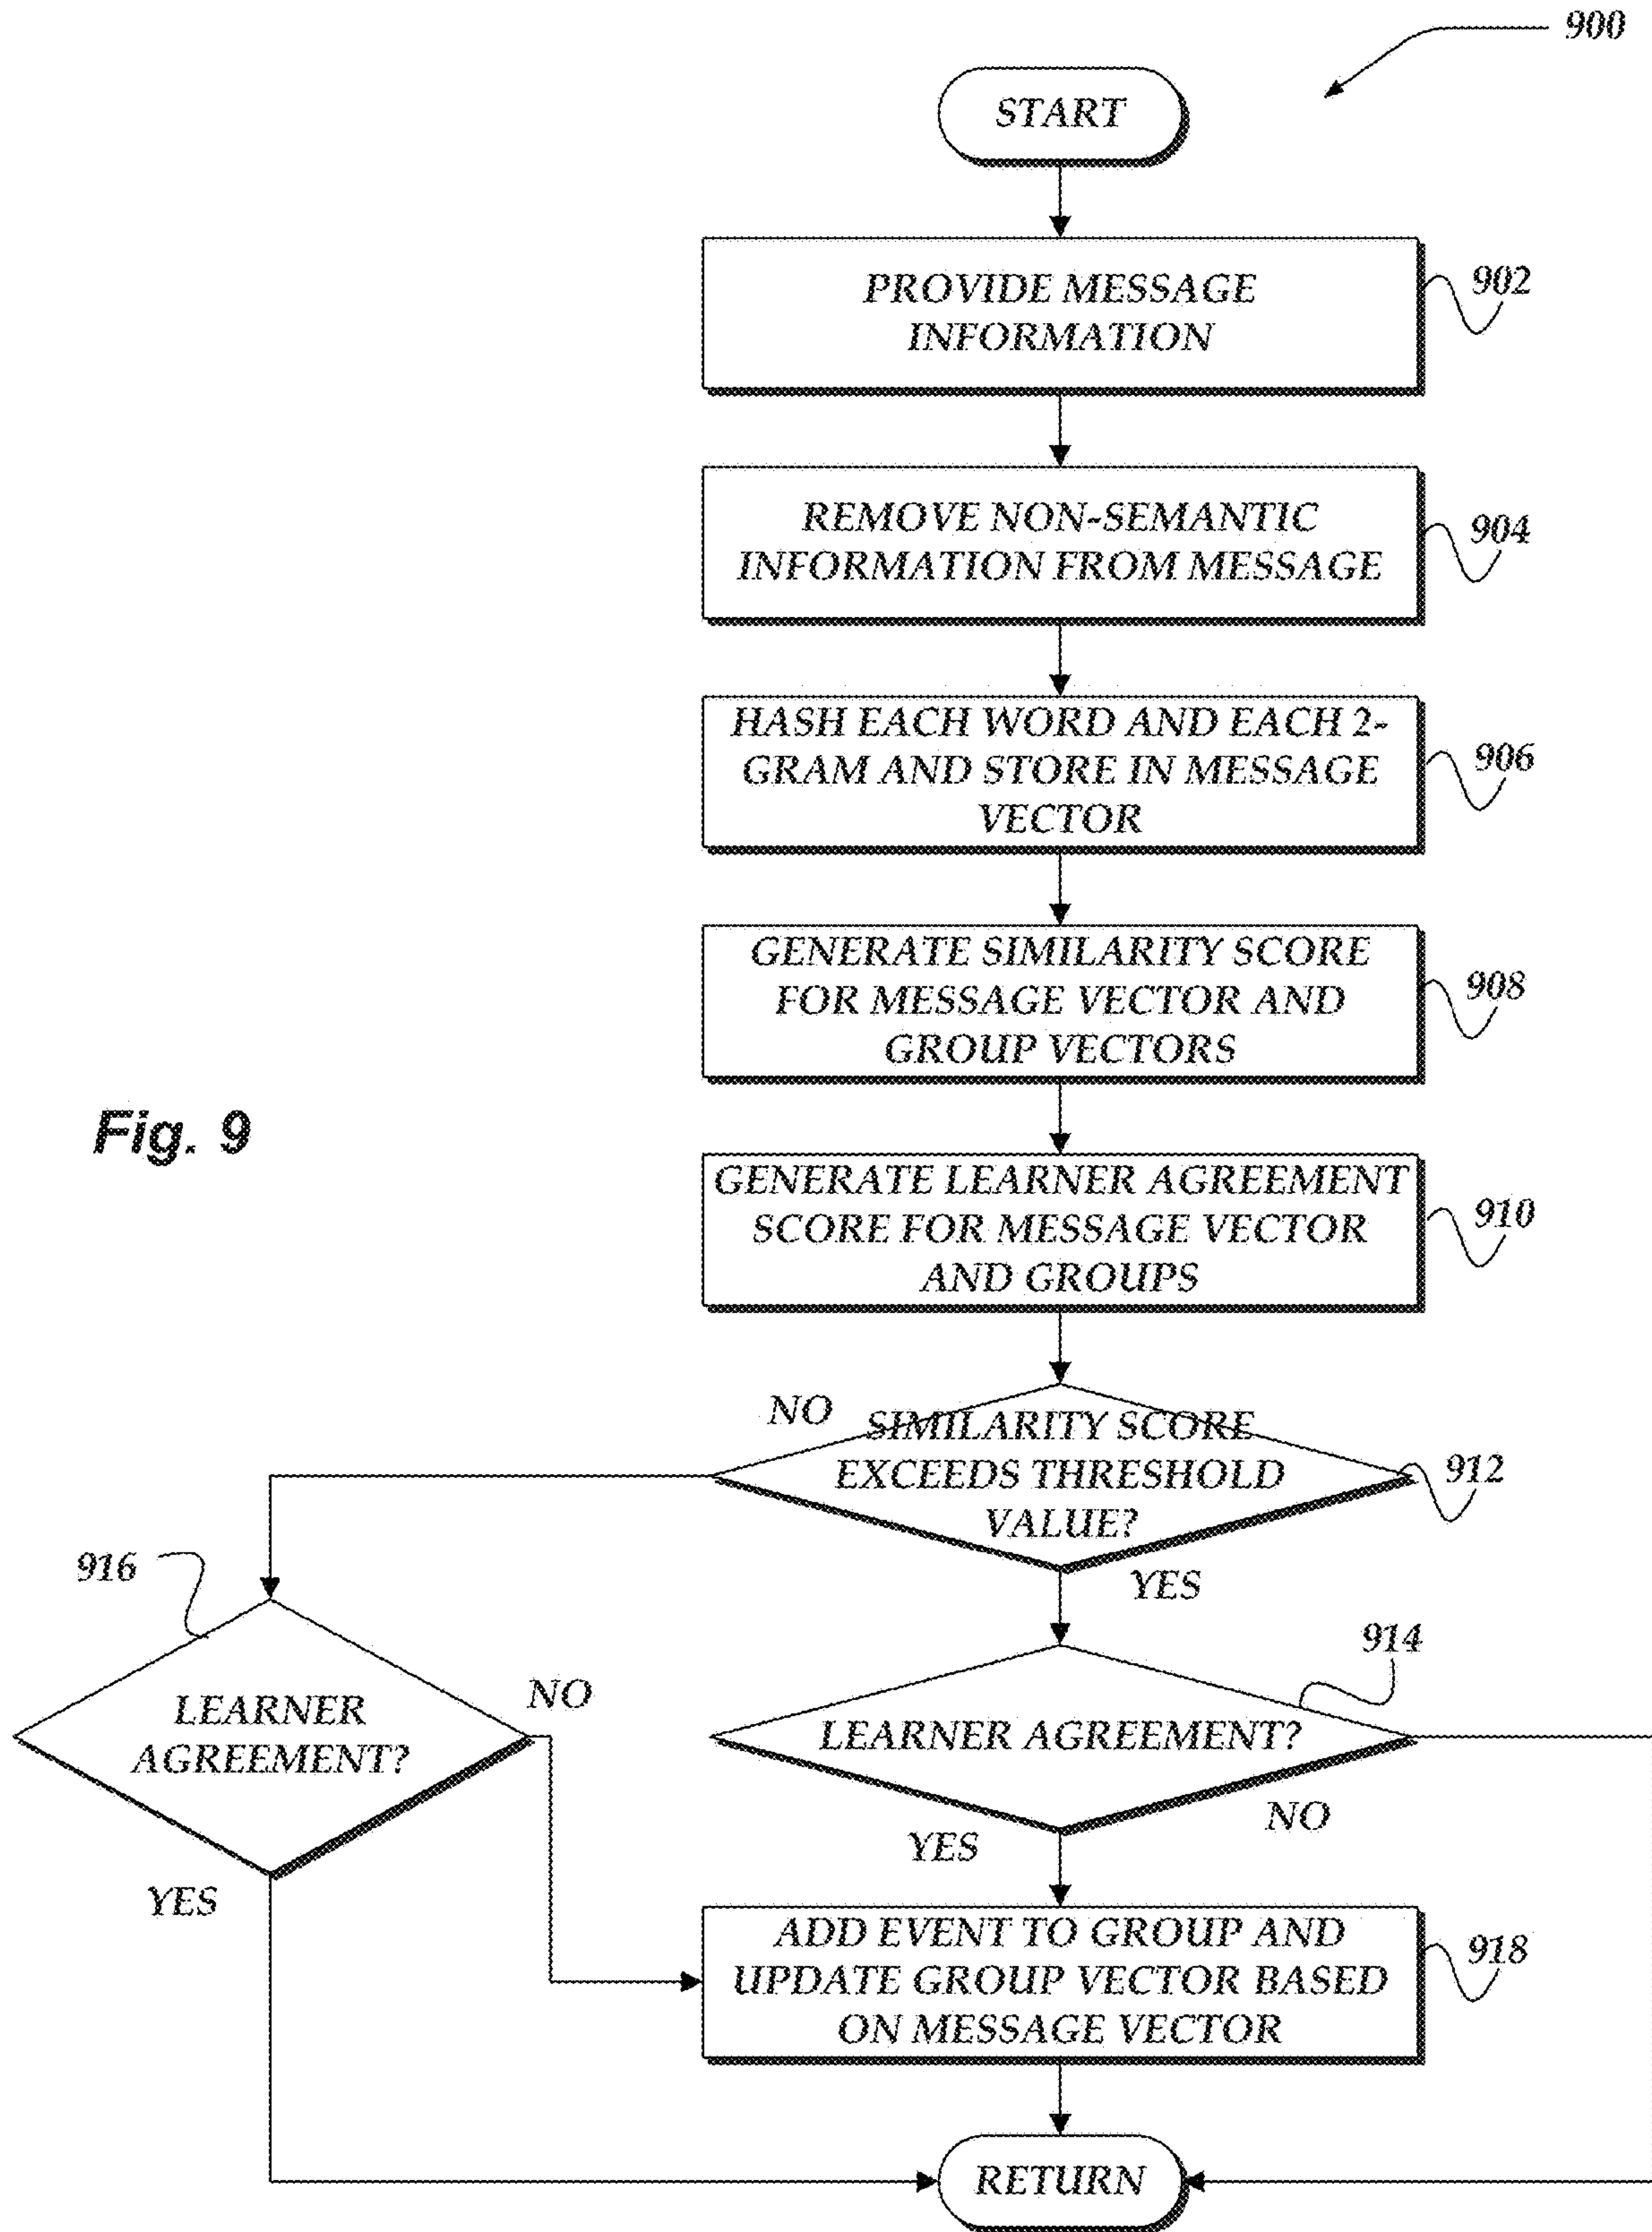 900
START
PROVIDE MESSAGE
INFORMATION
902
REMOVE NON-SEMANTIC
INFORMATION FROM MESSAGE
904
HASH EACH WORD AND EACH 2-
GRAM AND STORE IN MESSAGE
VECTOR
906
GENERATE SIMILARITY SCORE
FOR MESSAGE VECTOR AND
GROUP VECTORS
908
Fig. 9
GENERATE LEARNER AGREEMENT
SCORE FOR MESSAGE VECTOR
AND GROUPS
910
NO
SIMILARITY SCORE
EXCEEDS THRESHOLD
VALUE?
912
YES
916
LEARNER
AGREEMENT?
NO
YES
914
LEARNER AGREEMENT?
NO
YES
ADD EVENT TO GROUP AND
UPDATE GROUP VECTOR BASED
ON MESSAGE VECTOR
918
RETURN